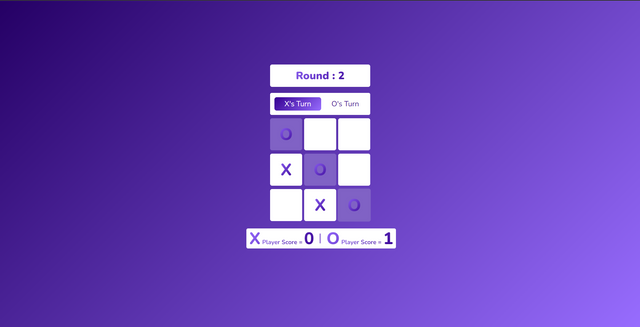 Round : 2
X's Turn O's Turn
O
X O
X O
X Player Score = 0 | O Player Score = 1